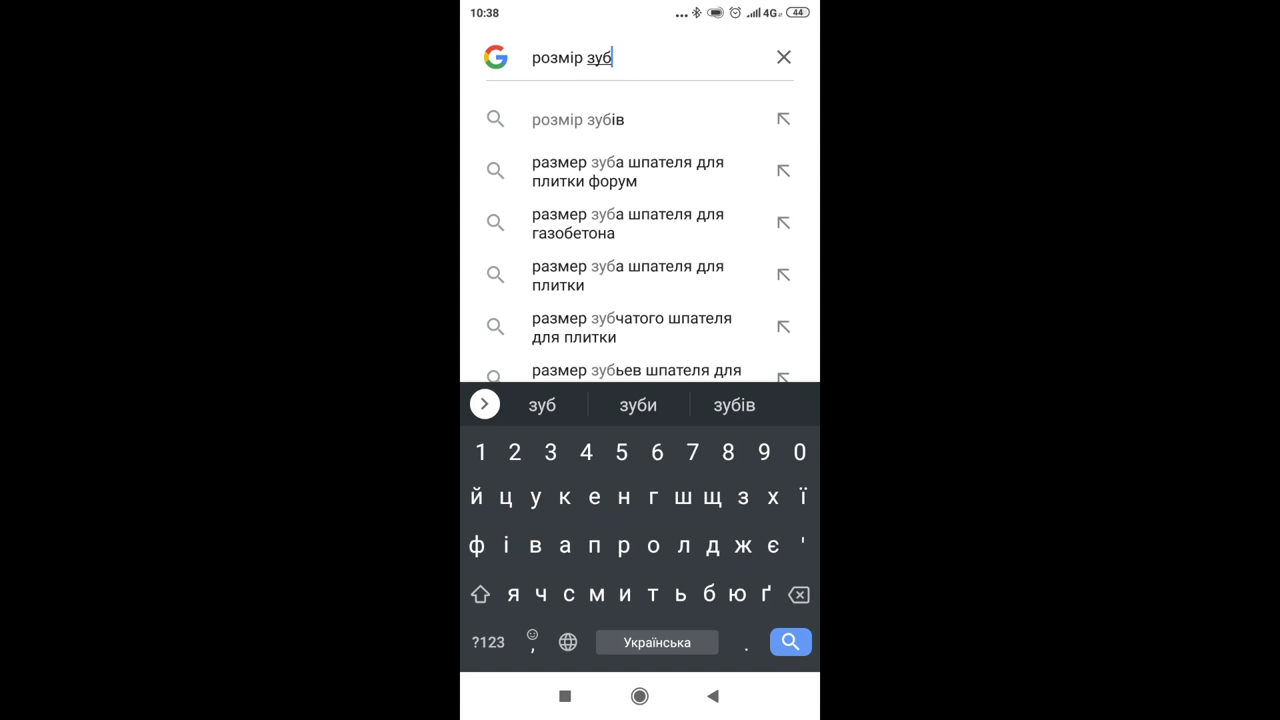 10:38
4G
44
розмір зуб
розмір зубів
размер зуба шпателя для
плитки форум
размер зуба шпателя для
газобетона
размер зуба шпателя для
плитки
размер зубчатого шпателя
для плитки
размер зубьев шпателя для
зуб зуби зубів
1 2 3 4 5 6 7 8 9 0
й ц у к е н г ш щ з х ї
ф і в а п р о л д ж є '
я ч с м и т ь б ю ґ
?123 , Українська .